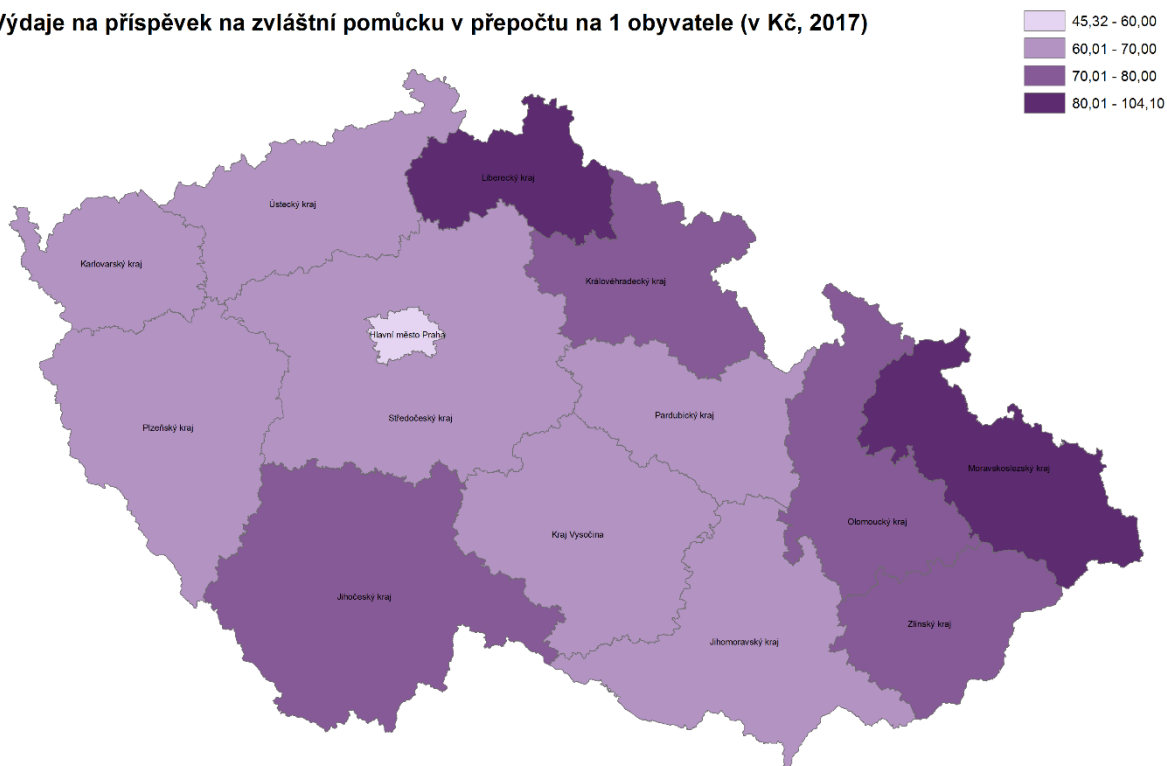 Výdaje na příspěvek na zvláštní pomůcku v přepočtu na 1 obyvatele (v Kč, 2017)
45,32 - 60,00
60,01 - 70,00
70,01 - 80,00
80,01 - 104,10
Liberecký kraj
Ústecký kraj
Karlovarský kraj
Královéhradecký kraj
Hlavní město Praha
Středočeský kraj
Pardubický kraj
Plzeňský kraj
Moravskoslezský kraj
Olomoucký kraj
Kraj Vysočina
Jihočeský kraj
Zlínský kraj
Jihomoravský kraj